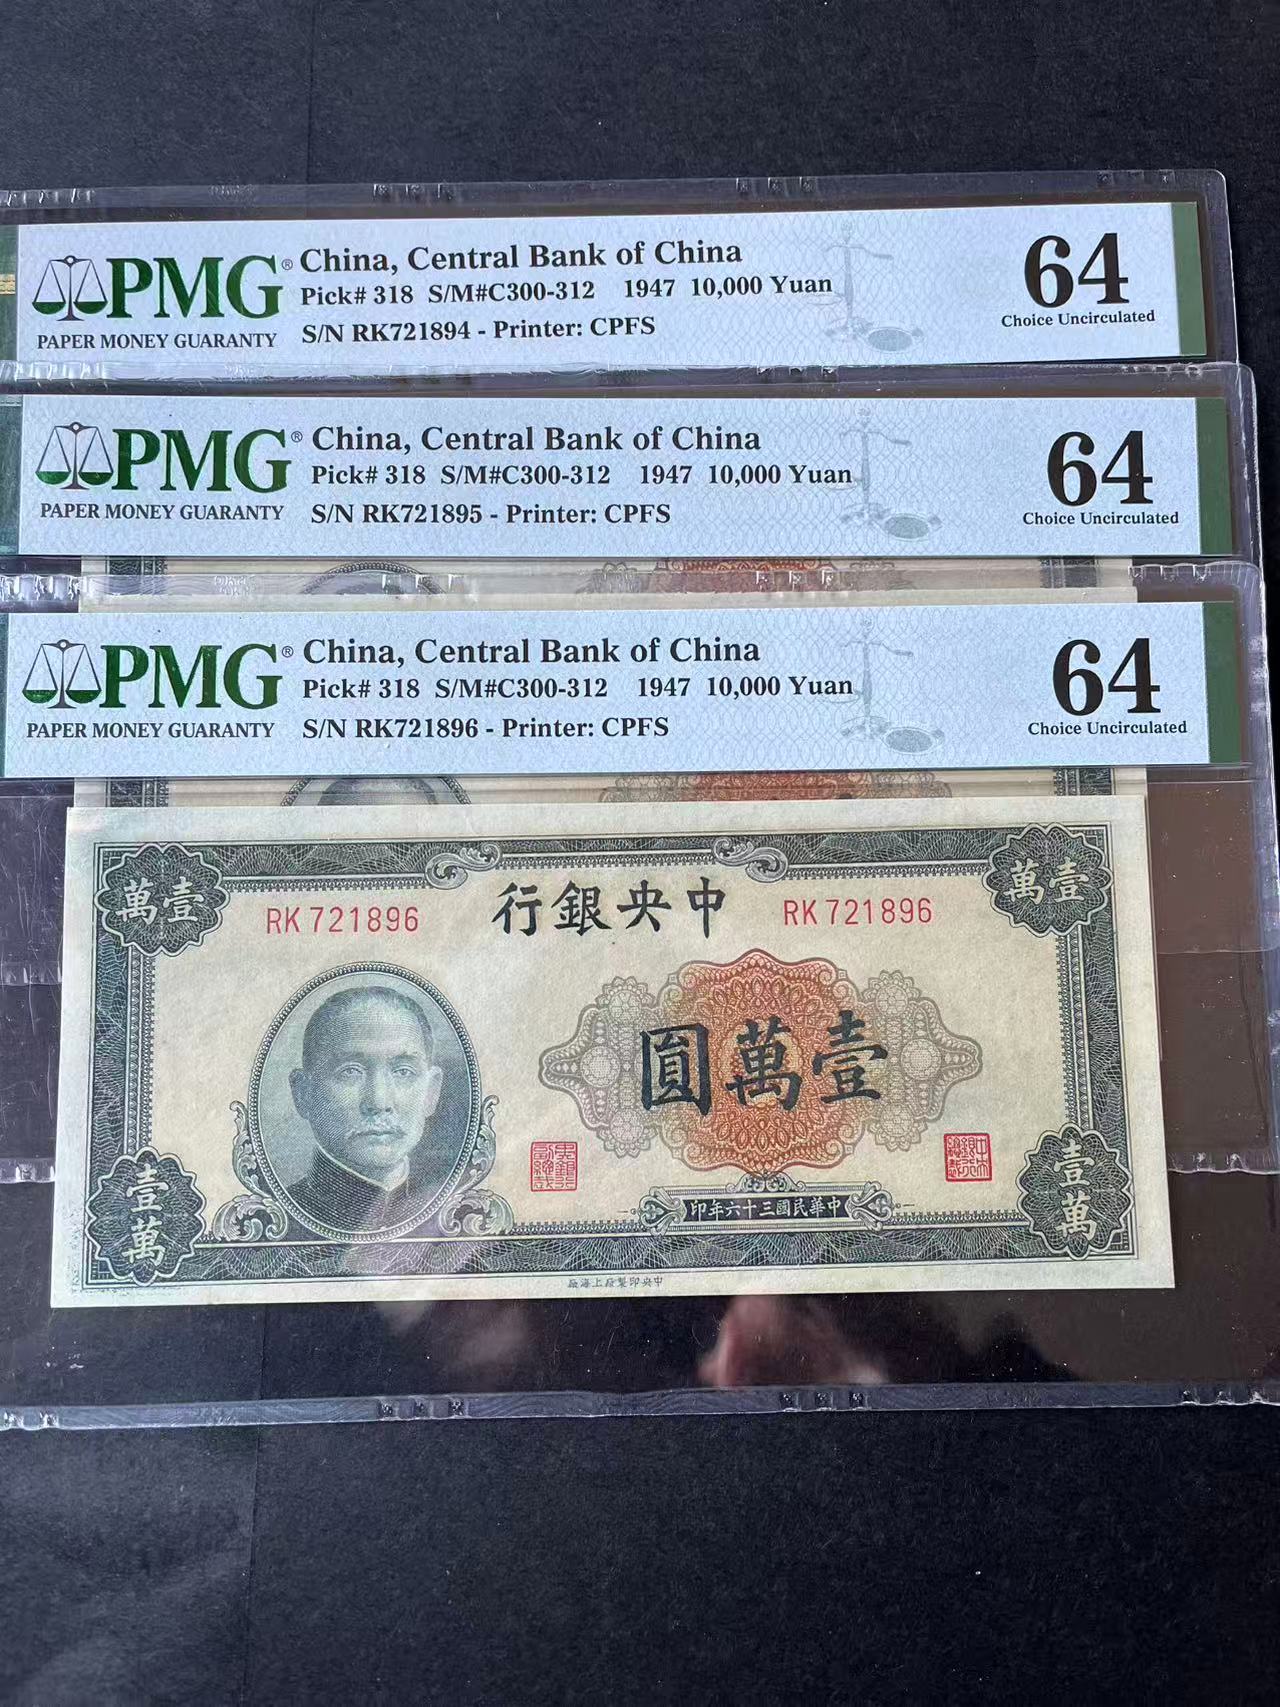 PMG® China, Central Bank of China 64
Pick# 318 S/M#C300-312 1947 10,000 Yuan Choice Uncirculated
PAPER MONEY GUARANTY S/N RK721894 - Printer: CPFS
PMG® China, Central Bank of China 64
Pick# 318 S/M#C300-312 1947 10,000 Yuan
PAPER MONEY GUARANTY S/N RK721895 - Printer: CPFS Choice Uncirculated
PMG® China, Central Bank of China 64
Pick# 318 S/M#C300-312 1947 10,000 Yuan
PAPER MONEY GUARANTY S/N RK721896 - Printer: CPFS Choice Uncirculated
萬壹 行銀央中 萬壹
RK721896 RK721896
圓萬壹
壹萬 壹萬
印年六十三國民華中
廠海上廠製印央中